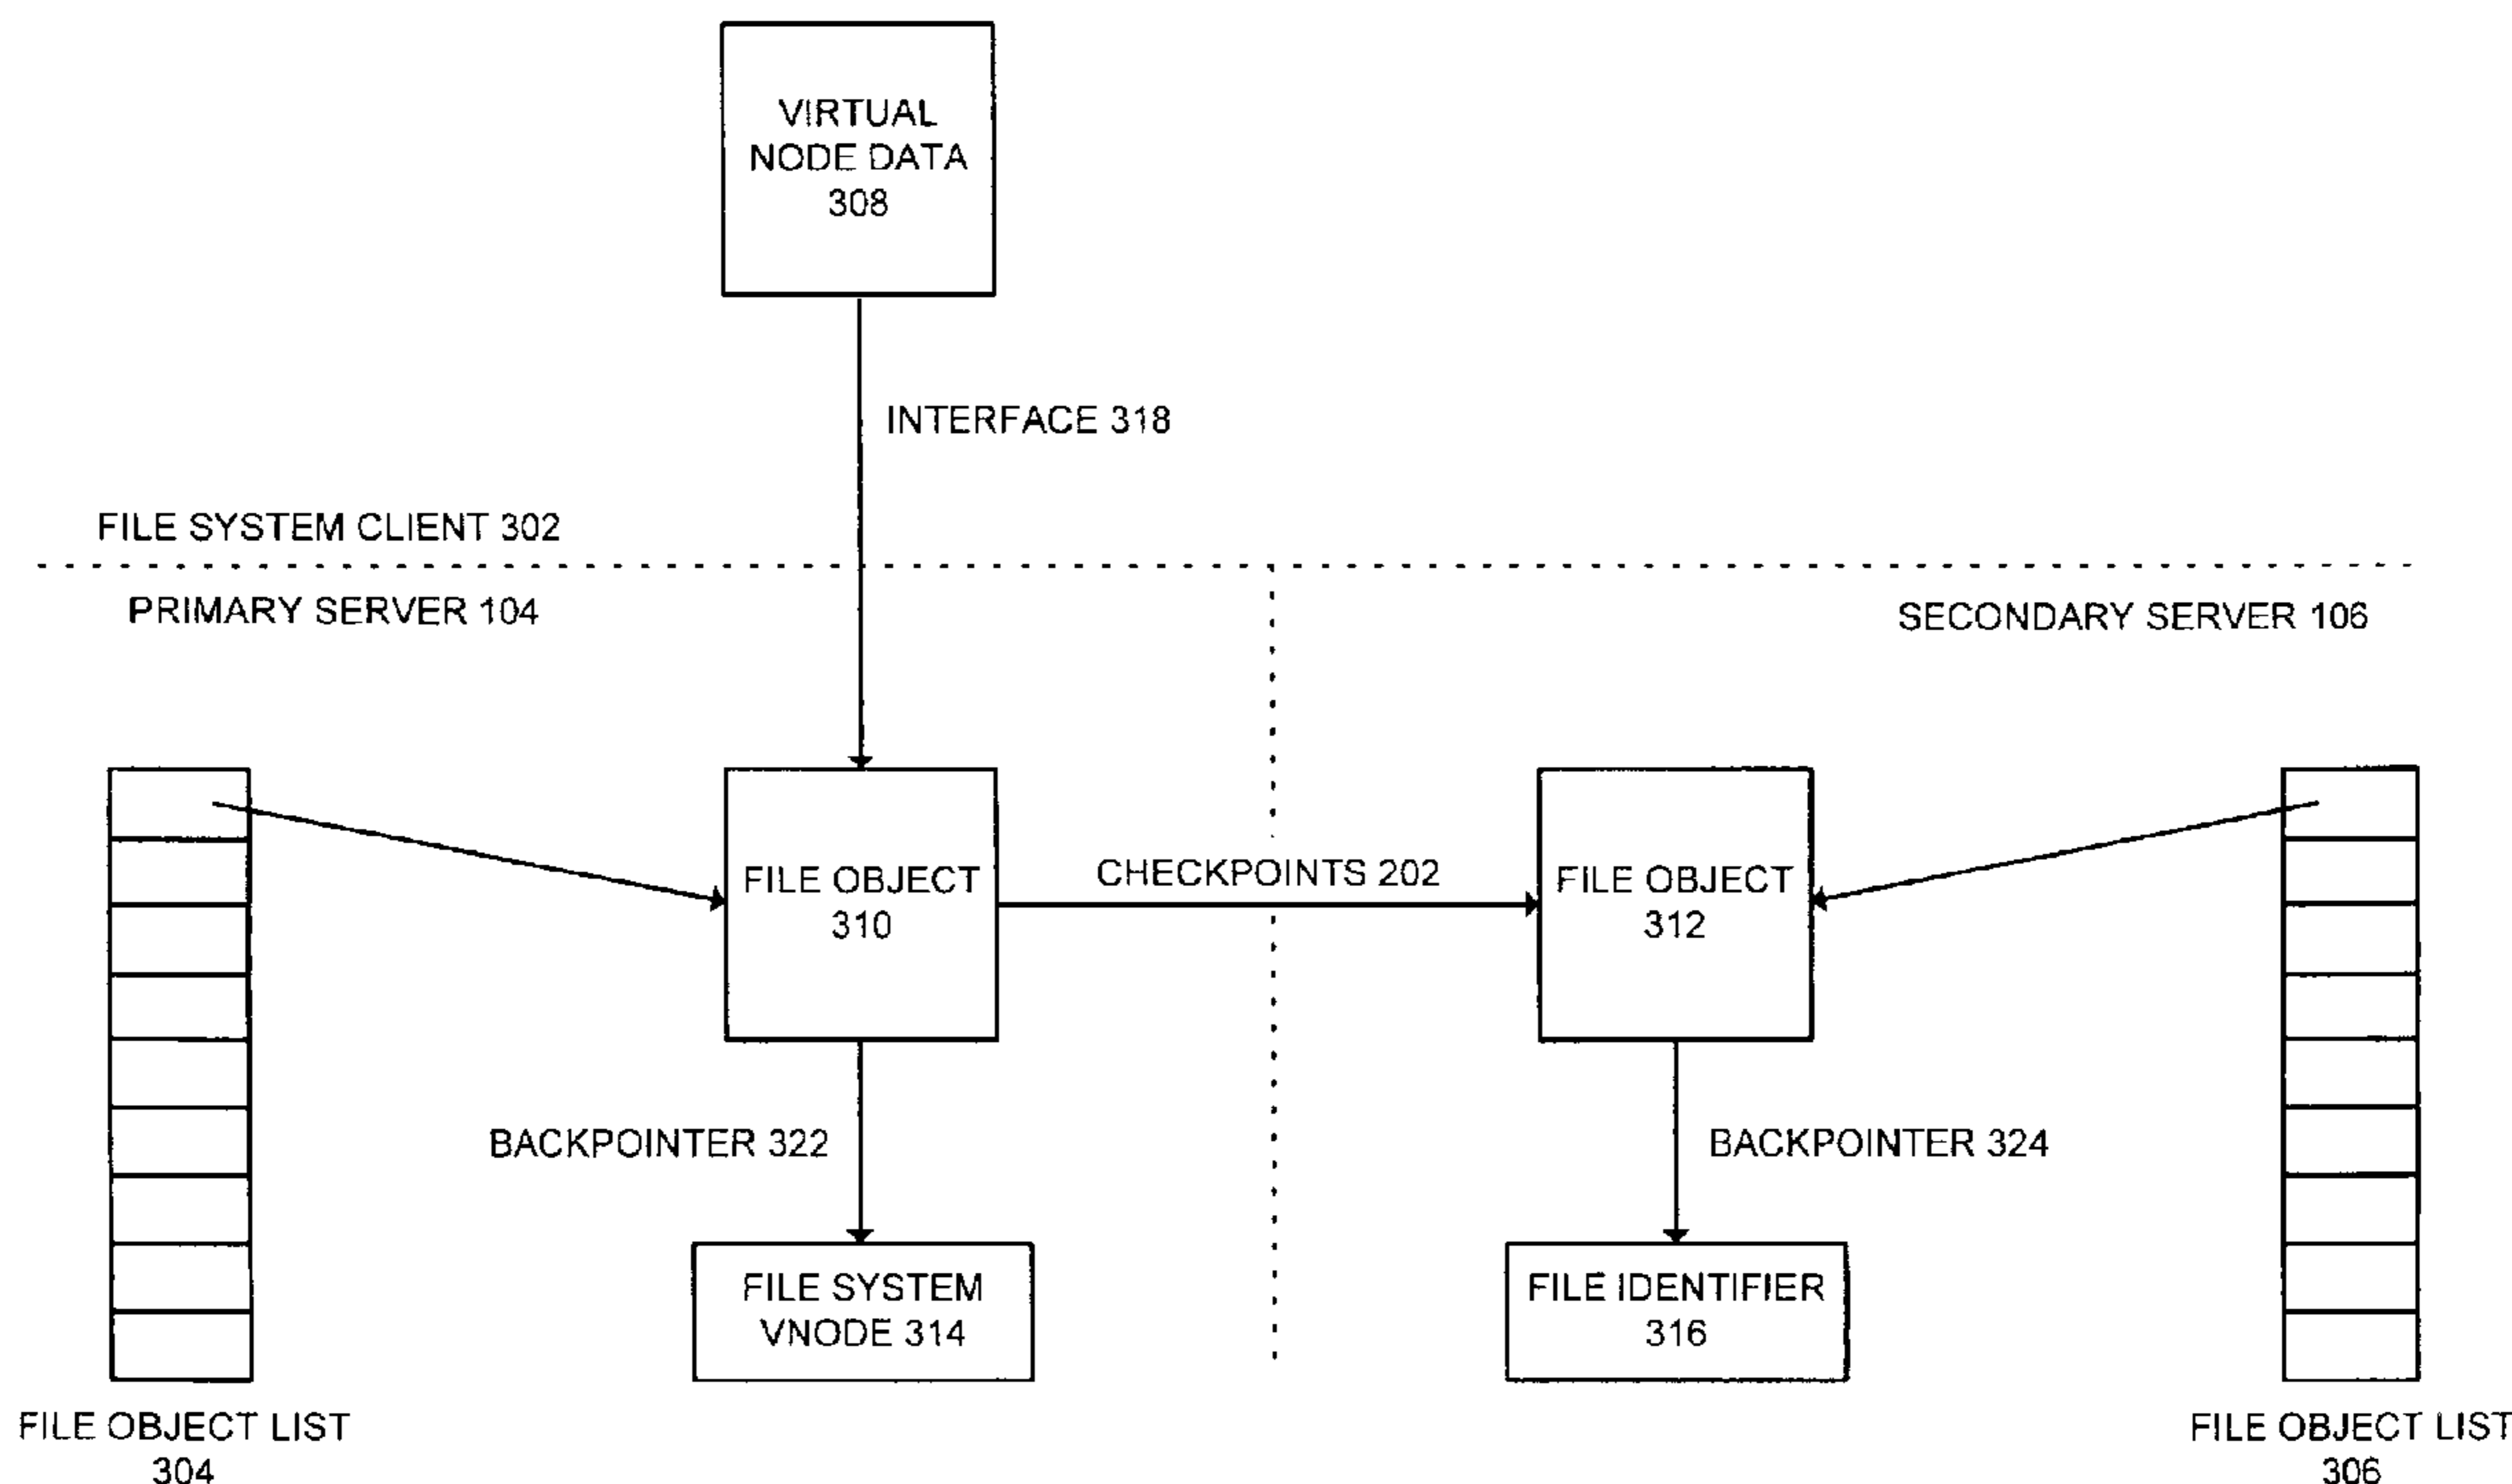 VIRTUAL
NODE DATA
308
INTERFACE 318
FILE SYSTEM CLIENT 302
PRIMARY SERVER 104
SECONDARY SERVER 106
FILE OBJECT
310
CHECKPOINTS 202
FILE OBJECT
312
BACKPOINTER 322
BACKPOINTER 324
FILE SYSTEM
VNODE 314
FILE IDENTIFIER
316
FILE OBJECT LIST
304
FILE OBJECT LIST
306